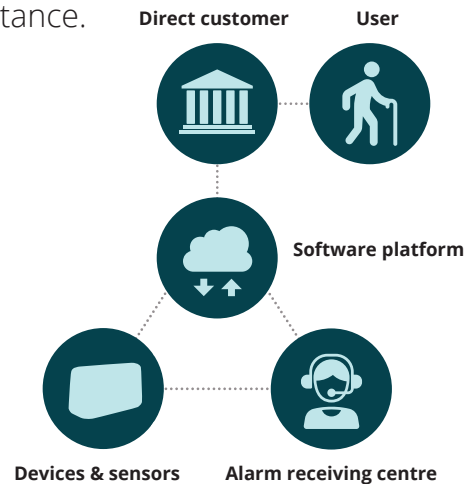 tance.
Direct customer
User
Software platform
Devices & sensors
Alarm receiving centre